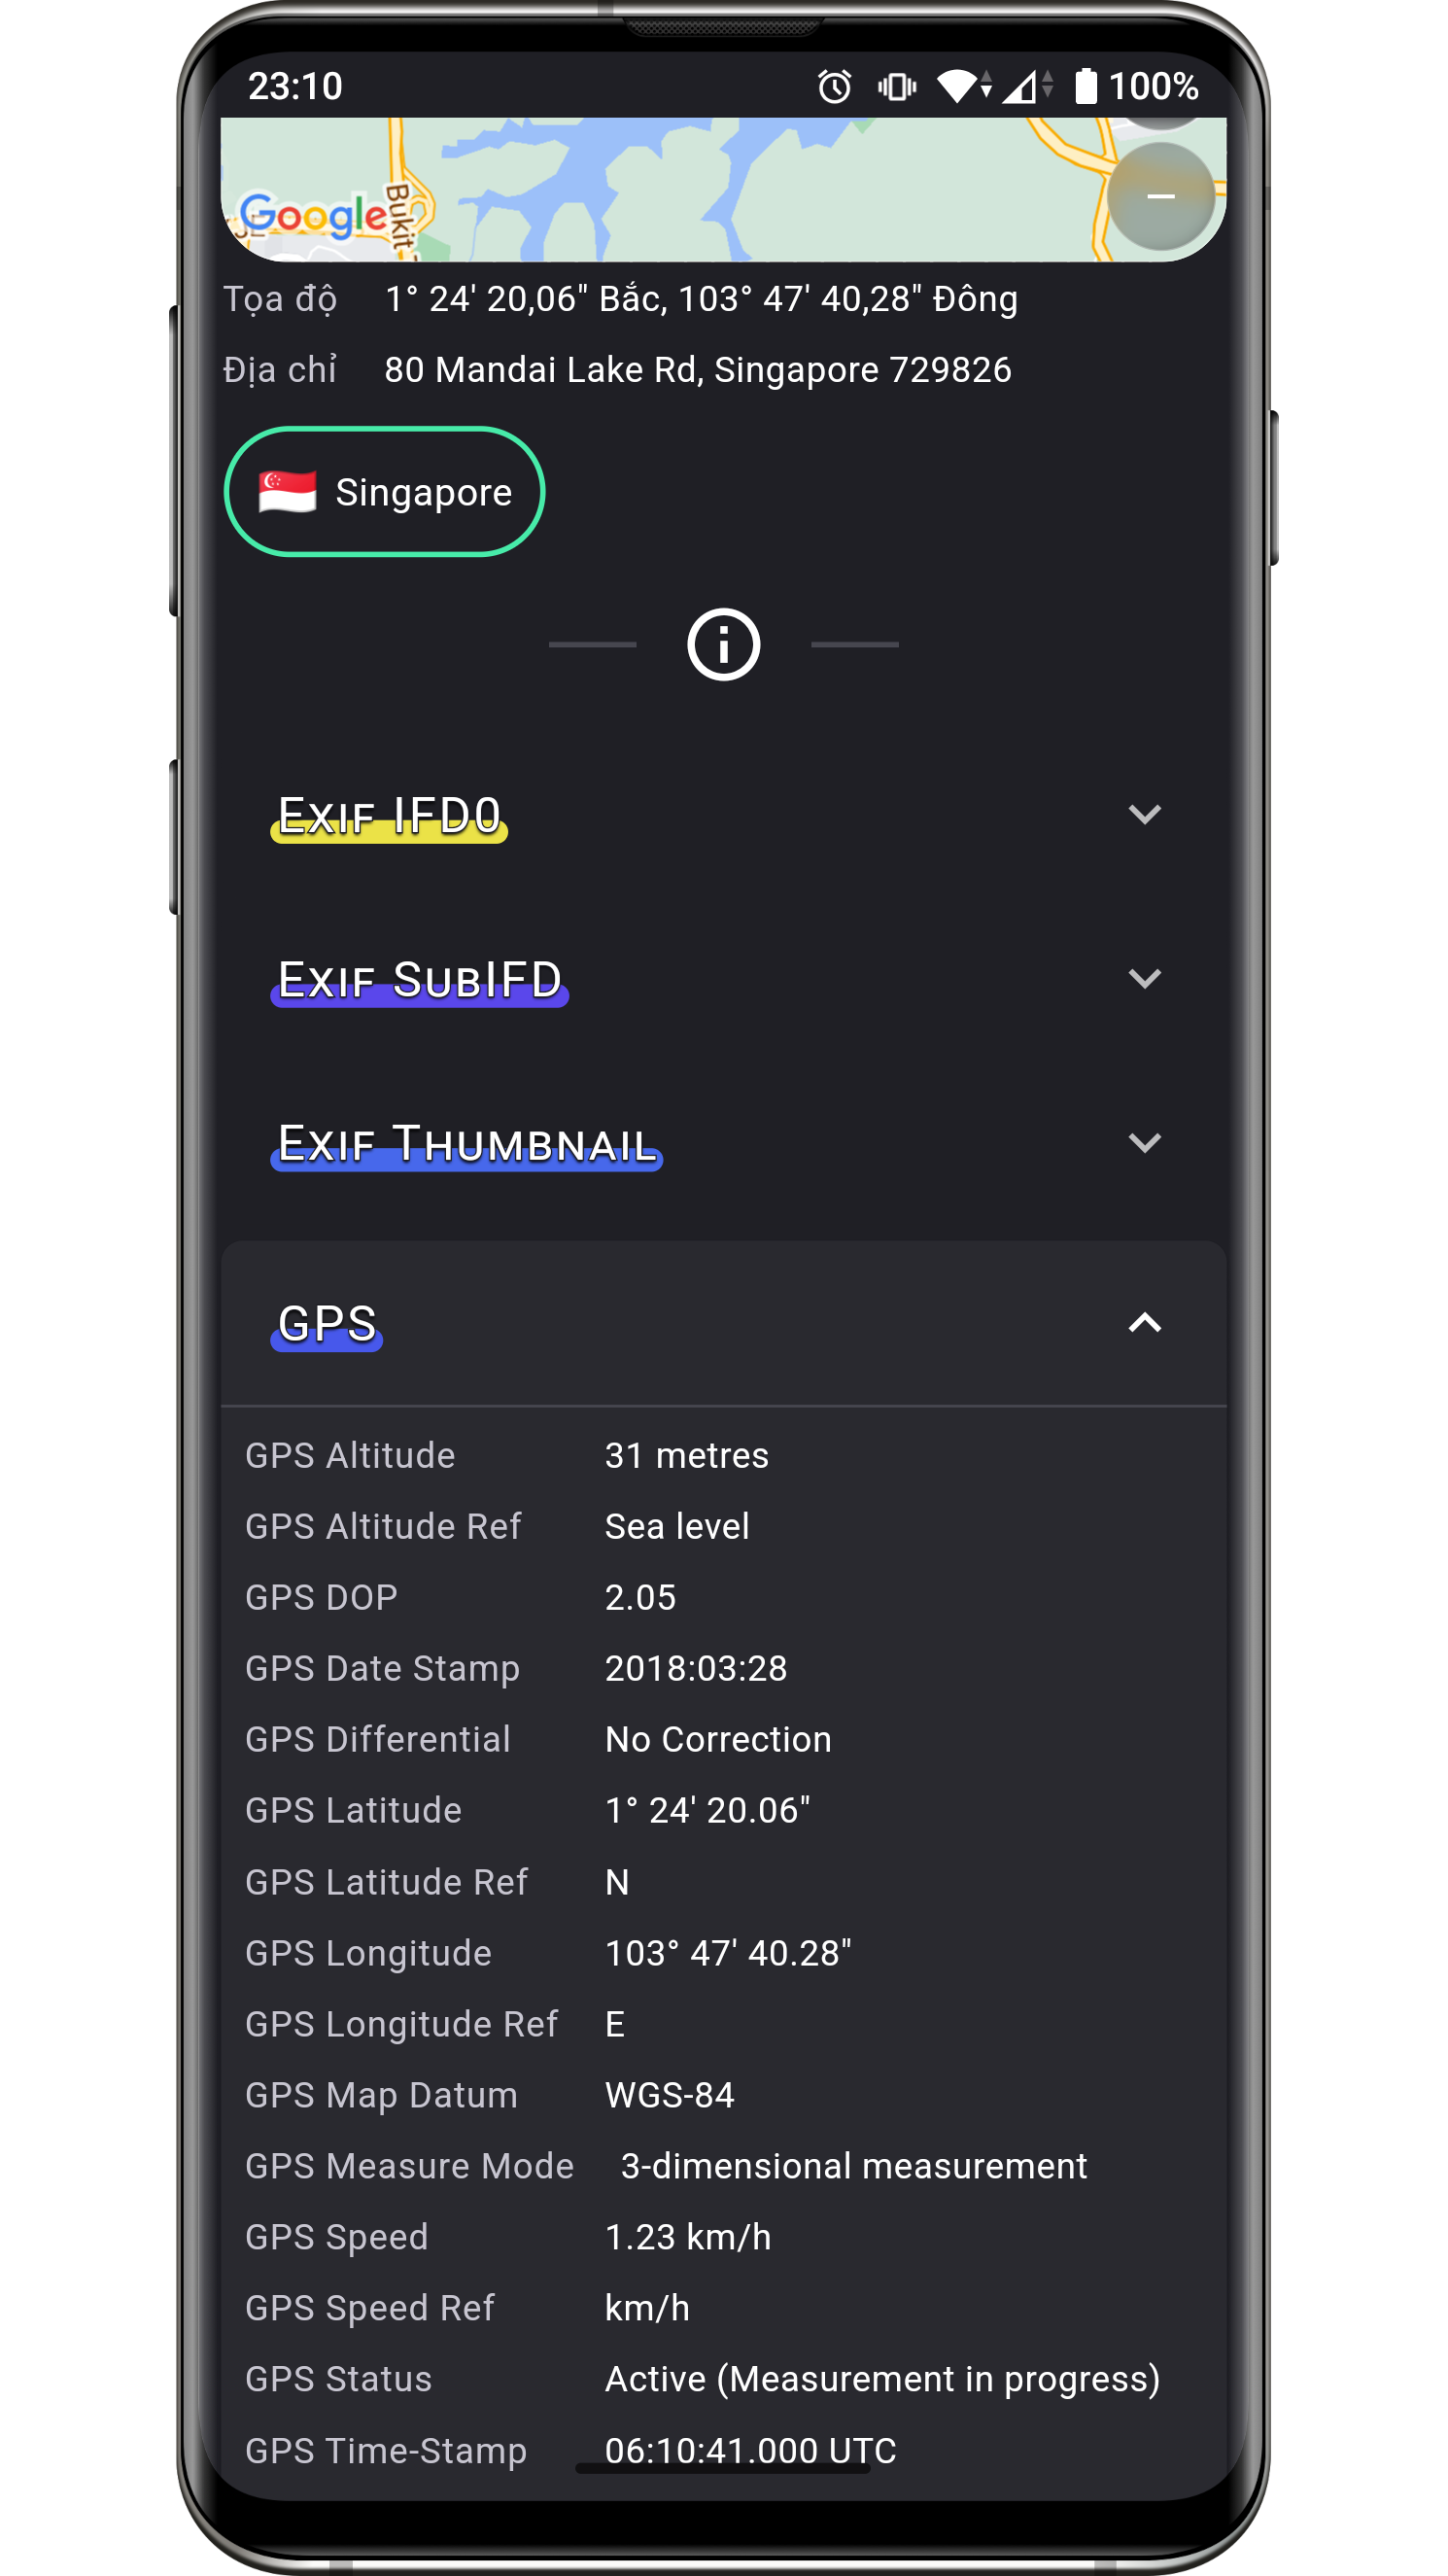 23:10 100%
Google
Bukit
Tọa độ 1° 24' 20,06" Bắc, 103° 47' 40,28" Đông
Địa chỉ 80 Mandai Lake Rd, Singapore 729826
Singapore
Exif IFD0
Exif SubIFD
Exif Thumbnail
GPS
GPS Altitude 31 metres
GPS Altitude Ref Sea level
GPS DOP 2.05
GPS Date Stamp 2018:03:28
GPS Differential No Correction
GPS Latitude 1° 24' 20.06"
GPS Latitude Ref N
GPS Longitude 103° 47' 40.28"
GPS Longitude Ref E
GPS Map Datum WGS-84
GPS Measure Mode 3-dimensional measurement
GPS Speed 1.23 km/h
GPS Speed Ref km/h
GPS Status Active (Measurement in progress)
GPS Time-Stamp 06:10:41.000 UTC